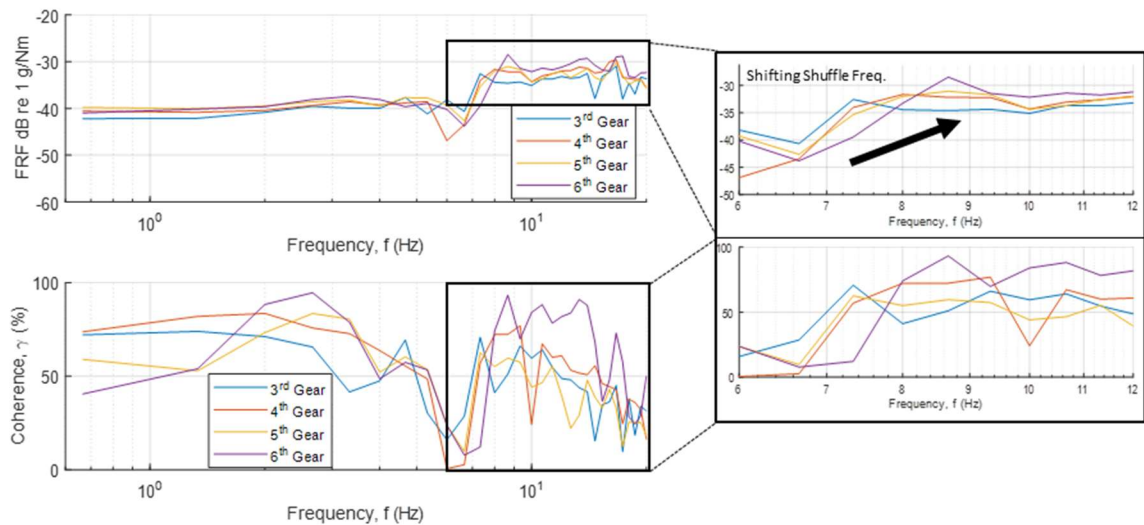 -20
-30
-40
-50
-60
FRF dB re 1 g/Nm
3rd Gear
4th Gear
5th Gear
6th Gear
10^0
10^1
Frequency, f (Hz)
100
50
0
Coherence, γ (%)
3rd Gear
4th Gear
5th Gear
6th Gear
10^0
10^1
Frequency, f (Hz)
Shifting Shuffle Freq.
-25
-35
-35
-45
-45
-50
6
7
8
9
10
11
12
Frequency, f (Hz)
100
50
0
6
7
8
9
10
11
12
Frequency, f (Hz)